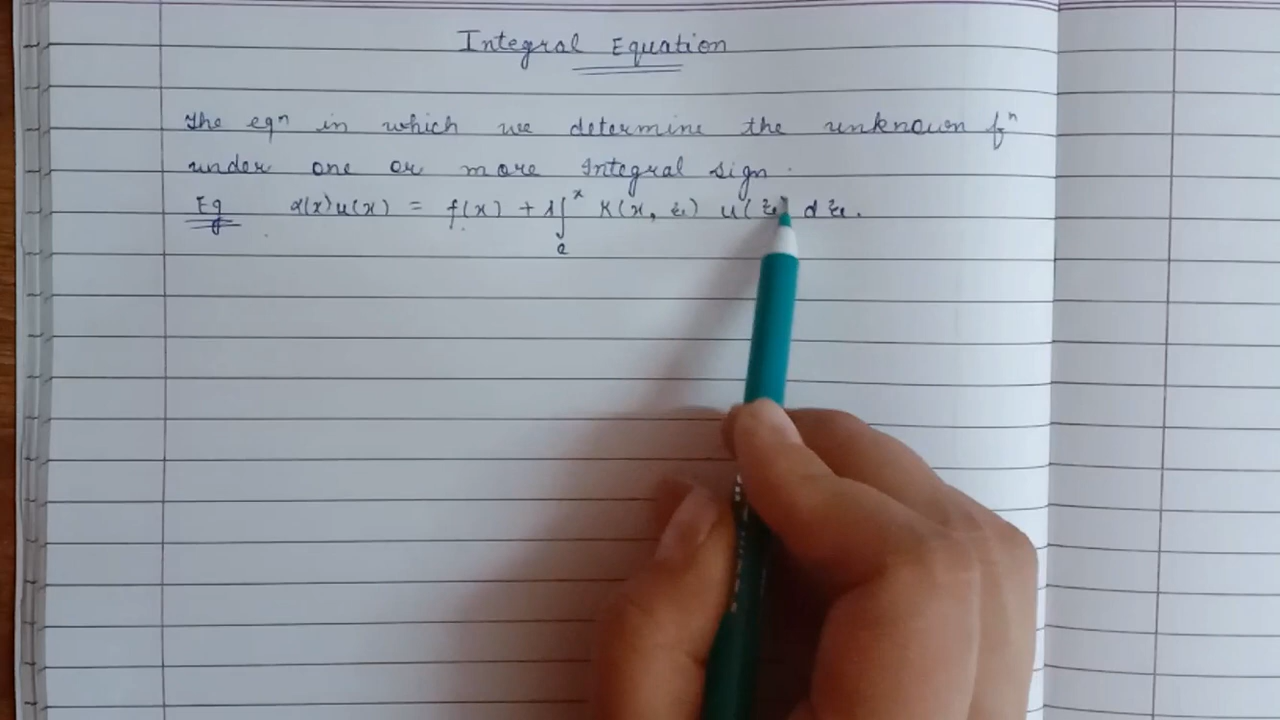 Integral Equation
The eqⁿ in which we determine the unknown fⁿ
under one or more Integral sign.
Eg α(x)u(x) = f(x) + λ∫ₐˣ K(x, ξ) u(ξ) dξ.